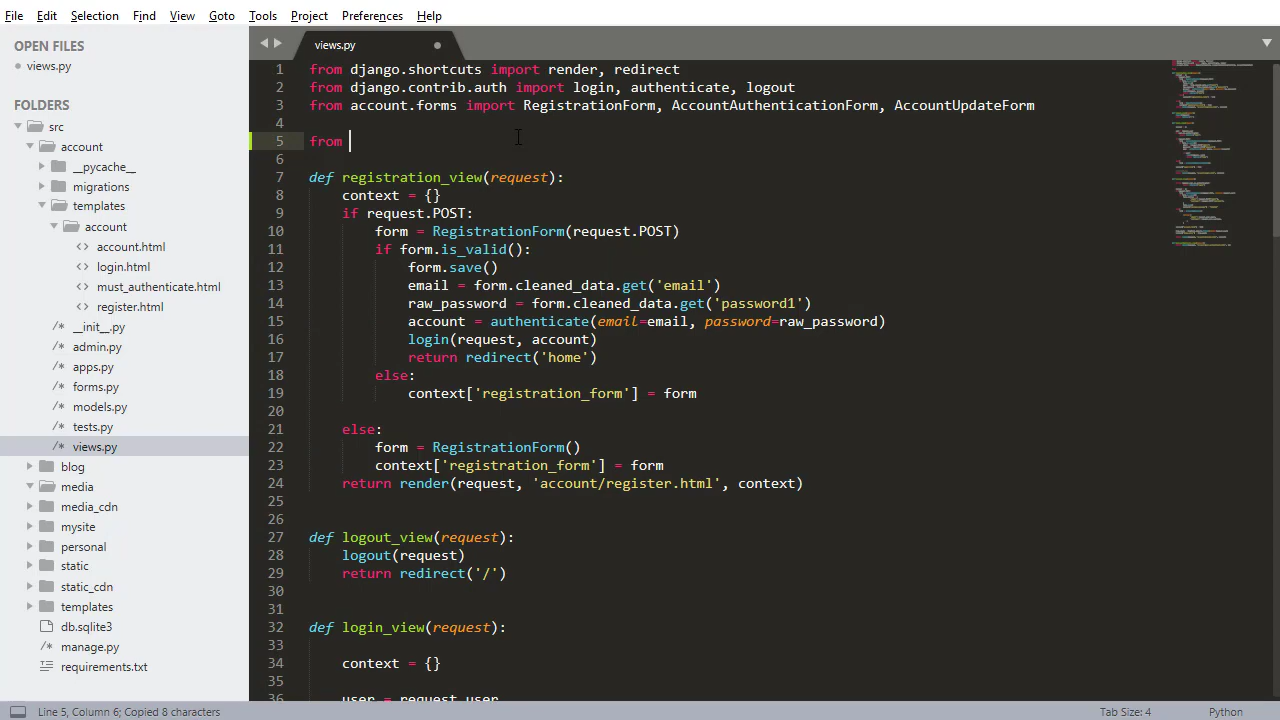 File Edit Selection Find View Goto Tools Project Preferences Help
OPEN FILES
views.py
FOLDERS
src
account
__pycache__
migrations
templates
account
<> account.html
<> login.html
<> must_authenticate.html
<> register.html
/* __init__.py
/* admin.py
/* apps.py
/* forms.py
/* models.py
/* tests.py
/* views.py
blog
media
media_cdn
mysite
personal
static
static_cdn
templates
db.sqlite3
manage.py
requirements.txt
views.py
1 from django.shortcuts import render, redirect
2 from django.contrib.auth import login, authenticate, logout
3 from account.forms import RegistrationForm, AccountAuthenticationForm, AccountUpdateForm
4
5 from
6
7 def registration_view(request):
8     context = {}
9     if request.POST:
10         form = RegistrationForm(request.POST)
11         if form.is_valid():
12             form.save()
13             email = form.cleaned_data.get('email')
14             raw_password = form.cleaned_data.get('password1')
15             account = authenticate(email=email, password=raw_password)
16             login(request, account)
17             return redirect('home')
18         else:
19             context['registration_form'] = form
20
21     else:
22         form = RegistrationForm()
23         context['registration_form'] = form
24     return render(request, 'account/register.html', context)
25
26
27 def logout_view(request):
28     logout(request)
29     return redirect('/')
30
31
32 def login_view(request):
33
34     context = {}
35
36     user = request.user
Line 5, Column 6; Copied 8 characters
Tab Size: 4
Python